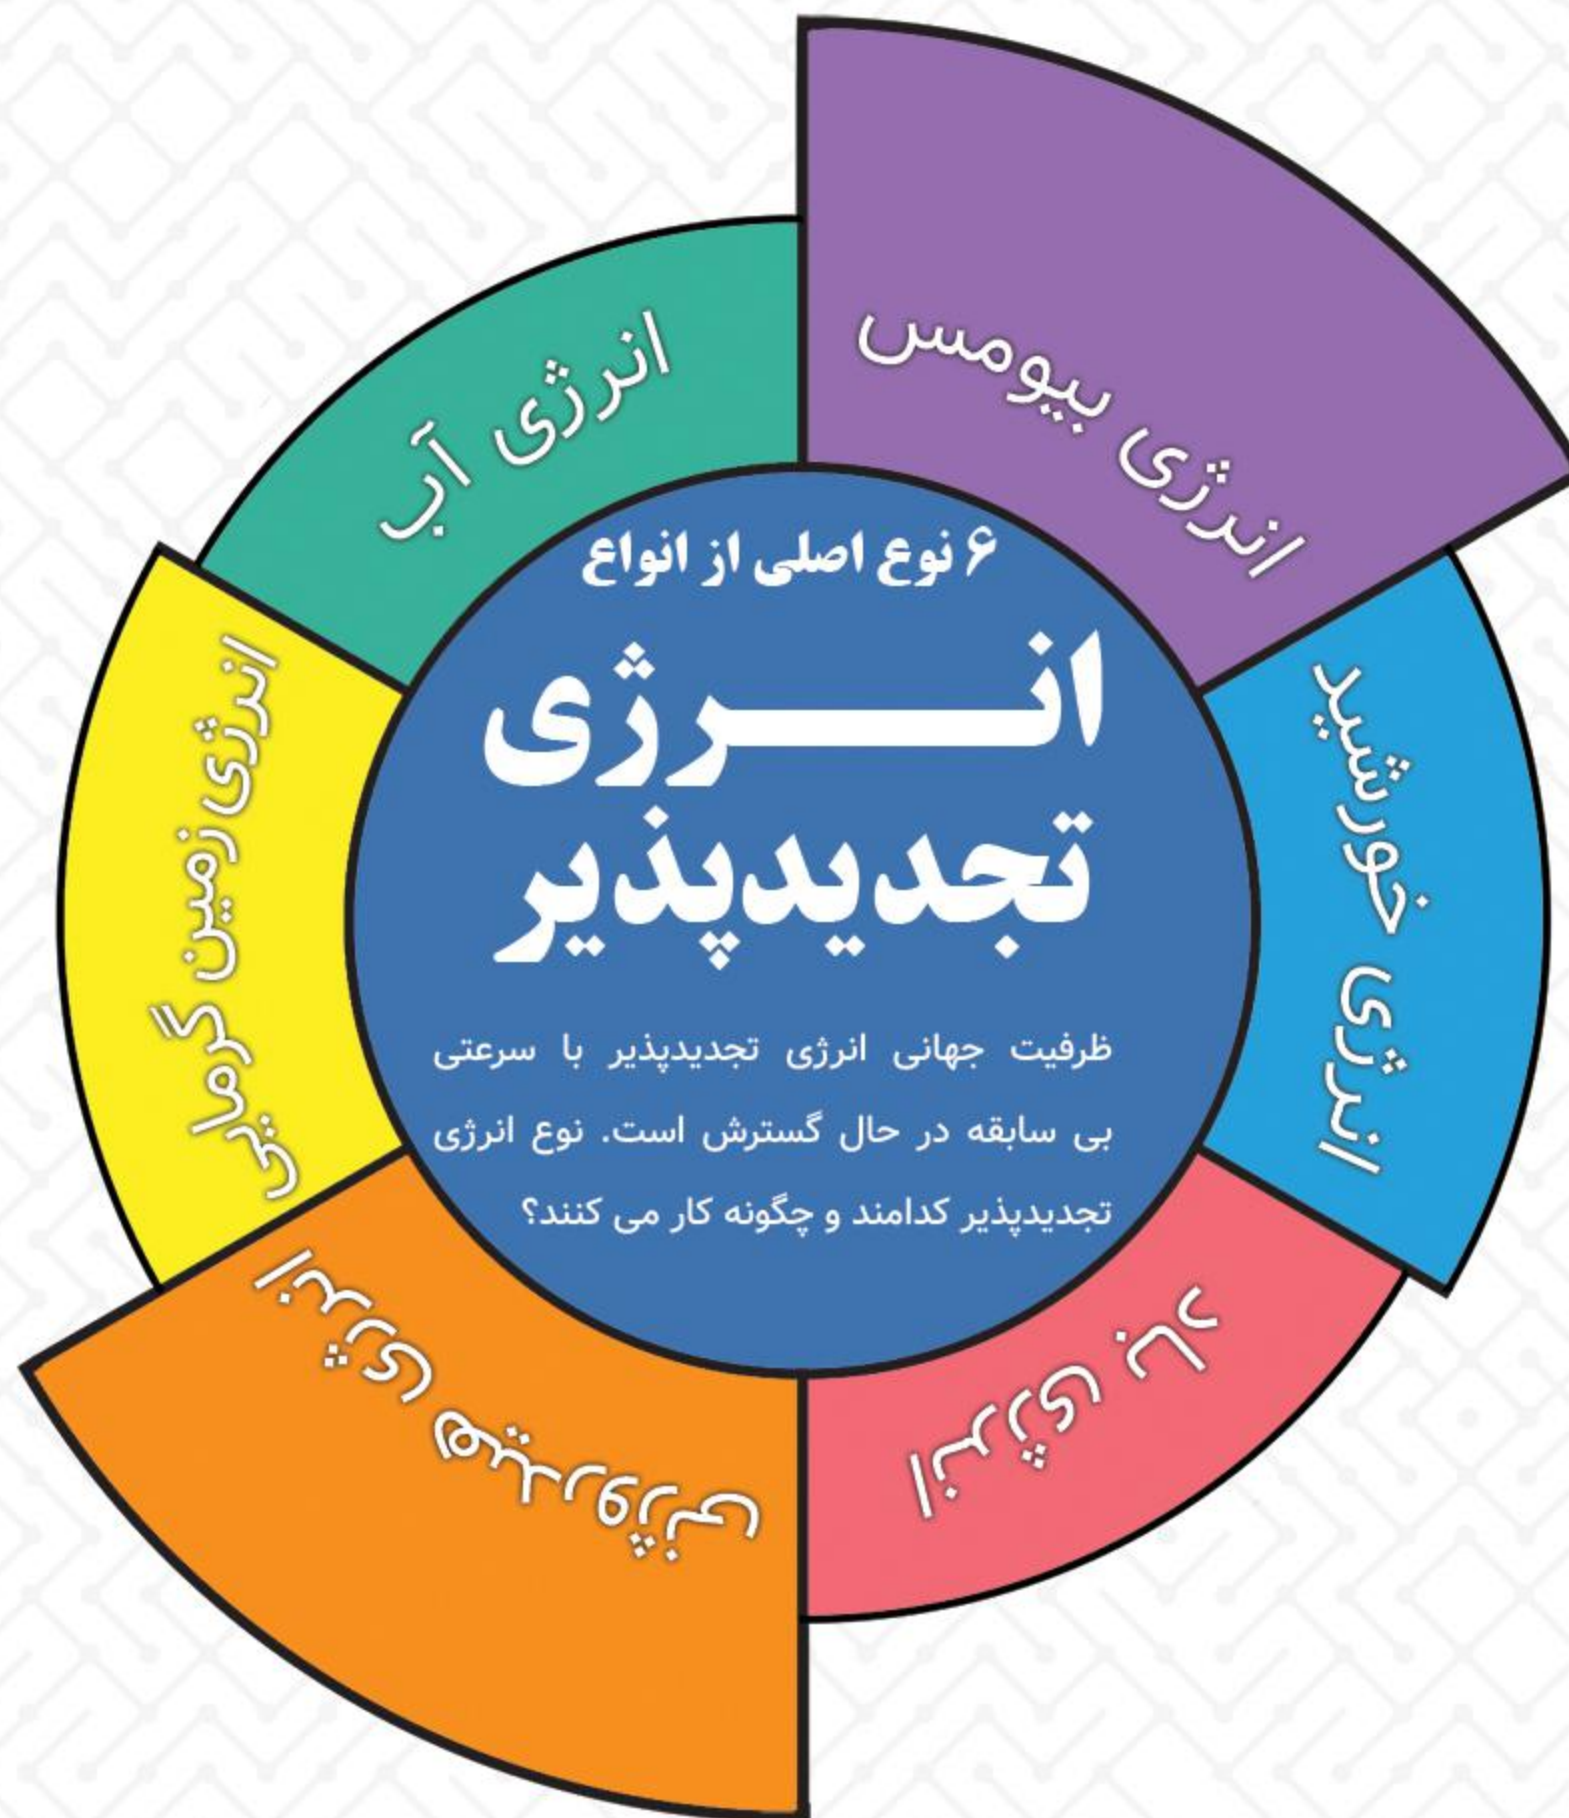 ۶ نوع اصلی از انواع
انـــرژی
تجدیدپذیر
ظرفیت جهانی انرژی تجدیدپذیر با سرعتی
بی سابقه در حال گسترش است. نوع انرژی
تجدیدپذیر کدامند و چگونه کار می کنند؟
انرژی بیومس
انرژی خورشید
انرژی باد
انرژی هیدروژنی
انرژی زمین گرمایی
انرژی آب